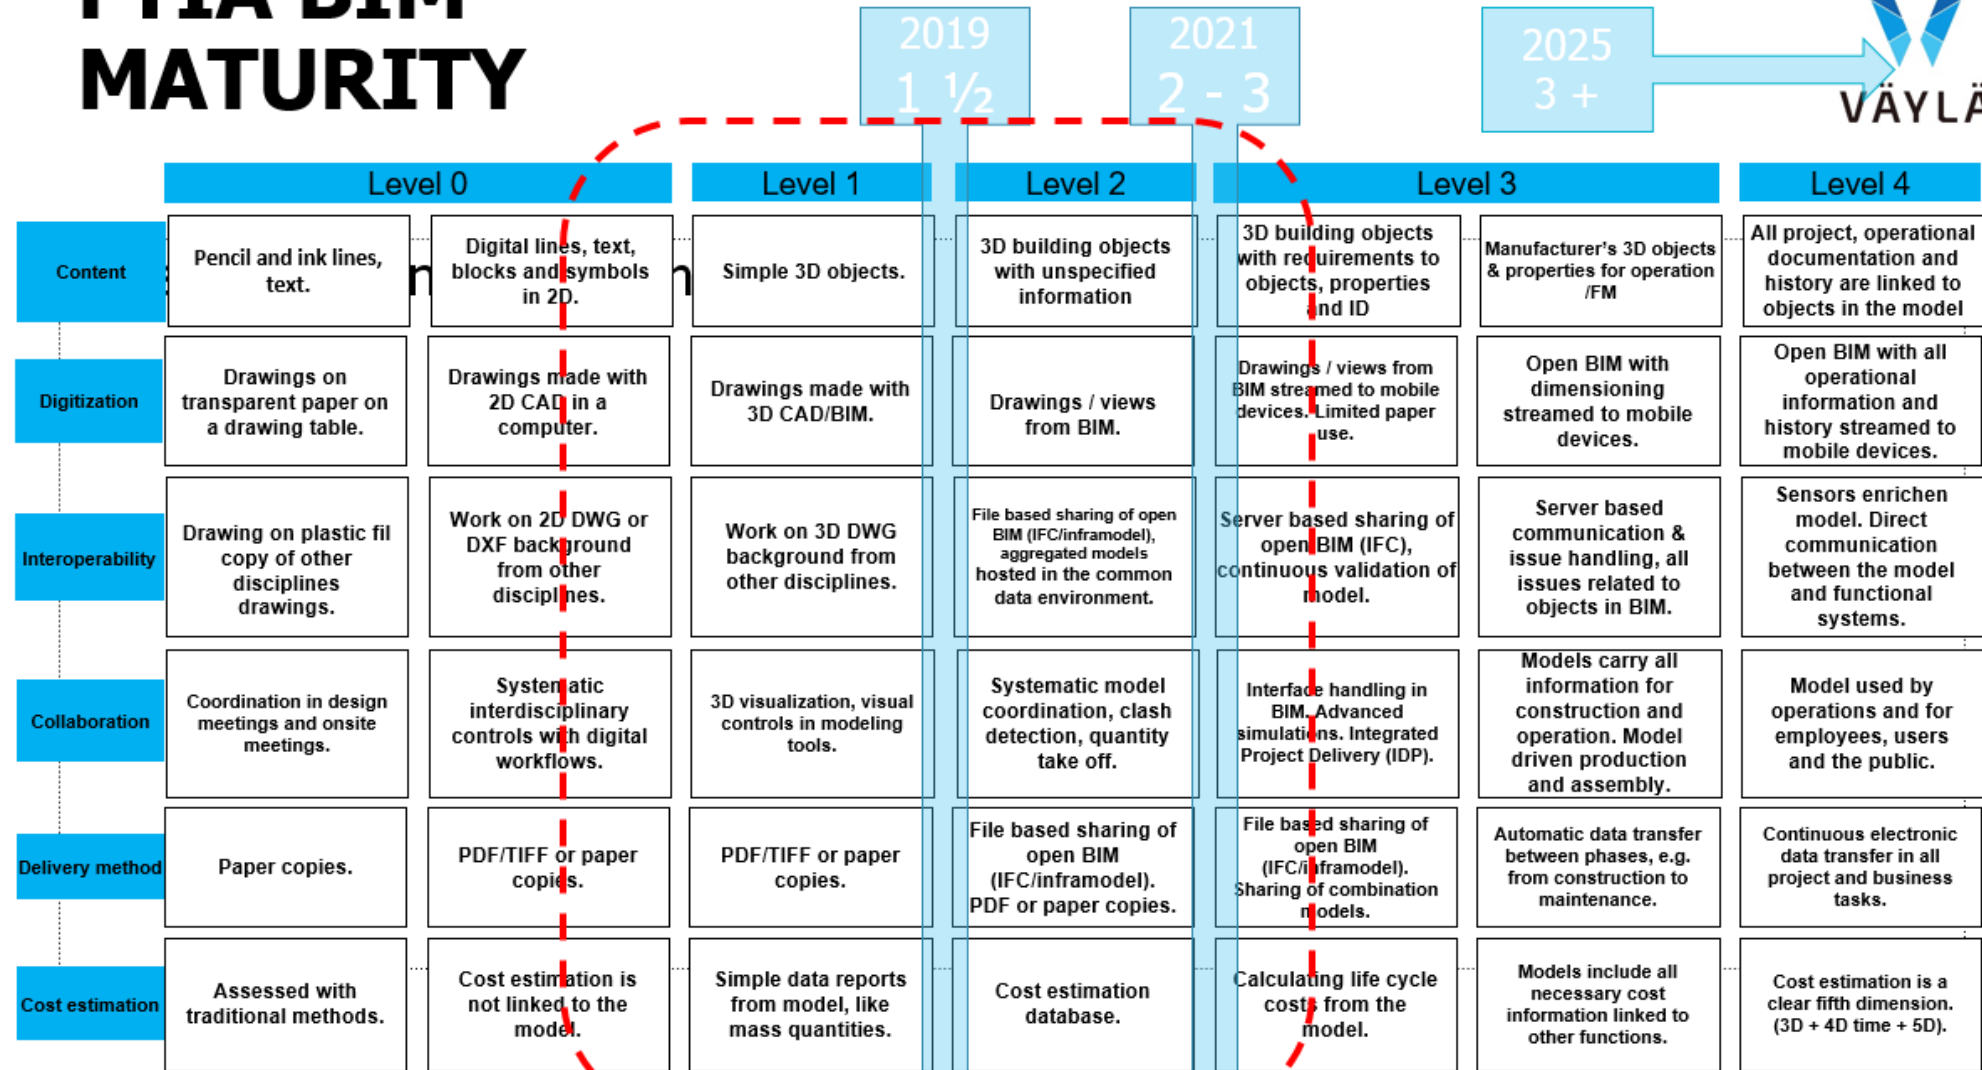 FTIA BIM
MATURITY
2019
1 ½
2021
2 - 3
2025
3 +
VÄYLÄ
Level 0
Level 1
Level 2
Level 3
Level 4
Content
Pencil and ink lines,
text.
Digital lines, text,
blocks and symbols
in 2D.
Simple 3D objects.
3D building objects
with unspecified
information
3D building objects
with requirements to
objects, properties
and ID
Manufacturer's 3D objects
& properties for operation
/FM
All project, operational
documentation and
history are linked to
objects in the model
Digitization
Drawings on
transparent paper on
a drawing table.
Drawings made with
2D CAD in a
computer.
Drawings made with
3D CAD/BIM.
Drawings / views
from BIM.
Drawings / views from
BIM streamed to mobile
devices. Limited paper
use.
Open BIM with
dimensioning
streamed to mobile
devices.
Open BIM with all
operational
information and
history streamed to
mobile devices.
Interoperability
Drawing on plastic fil
copy of other
disciplines
drawings.
Work on 2D DWG or
DXF background
from other
disciplines.
Work on 3D DWG
background from
other disciplines.
File based sharing of open
BIM (IFC/inframodel),
aggregated models
hosted in the common
data environment.
Server based sharing of
open BIM (IFC),
continuous validation of
model.
Server based
communication &
issue handling, all
issues related to
objects in BIM.
Sensors enrichen
model. Direct
communication
between the model
and functional
systems.
Collaboration
Coordination in design
meetings and onsite
meetings.
Systematic
interdisciplinary
controls with digital
workflows.
3D visualization, visual
controls in modeling
tools.
Systematic model
coordination, clash
detection, quantity
take off.
Interface handling in
BIM. Advanced
simulations. Integrated
Project Delivery (IDP).
Models carry all
information for
construction and
operation. Model
driven production
and assembly.
Model used by
operations and for
employees, users
and the public.
Delivery method
Paper copies.
PDF/TIFF or paper
copies.
PDF/TIFF or paper
copies.
File based sharing of
open BIM
(IFC/inframodel).
PDF or paper copies.
File based sharing of
open BIM
(IFC/inframodel).
Sharing of combination
models.
Automatic data transfer
between phases, e.g.
from construction to
maintenance.
Continuous electronic
data transfer in all
project and business
tasks.
Cost estimation
Assessed with
traditional methods.
Cost estimation is
not linked to the
model.
Simple data reports
from model, like
mass quantities.
Cost estimation
database.
Calculating life cycle
costs from the
model.
Models include all
necessary cost
information linked to
other functions.
Cost estimation is a
clear fifth dimension.
(3D + 4D time + 5D).